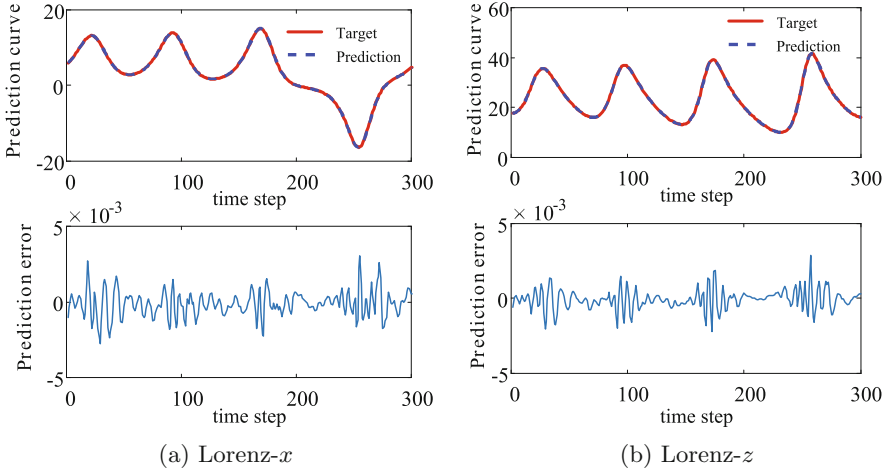 Prediction curve
20
0
-20
Target
Prediction
0
100
200
300
time step
Prediction error
× 10-3
5
0
-5
0
100
200
300
time step
(a) Lorenz-x
Prediction curve
60
40
20
0
Target
Prediction
0
100
200
300
time step
Prediction error
× 10-3
5
0
-5
0
100
200
300
time step
(b) Lorenz-z